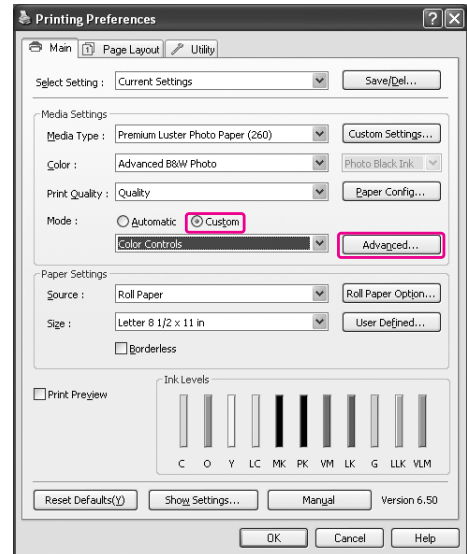 Printing Preferences
Main Page Layout Utility
Select Setting : Current Settings Save/Del...
Media Settings
Media Type : Premium Luster Photo Paper (260) Custom Settings...
Color : Advanced B&W Photo Photo Black Ink
Print Quality : Quality Paper Config...
Mode : Automatic Custom
Color Controls Advanced...
Paper Settings
Source : Roll Paper Roll Paper Option...
Size : Letter 8 1/2 x 11 in User Defined...
Borderless
Print Preview
Ink Levels
C O Y LC MK PK VM LK G LLK VLM
Reset Defaults(Y) Show Settings... Manual Version 6.50
OK Cancel Help